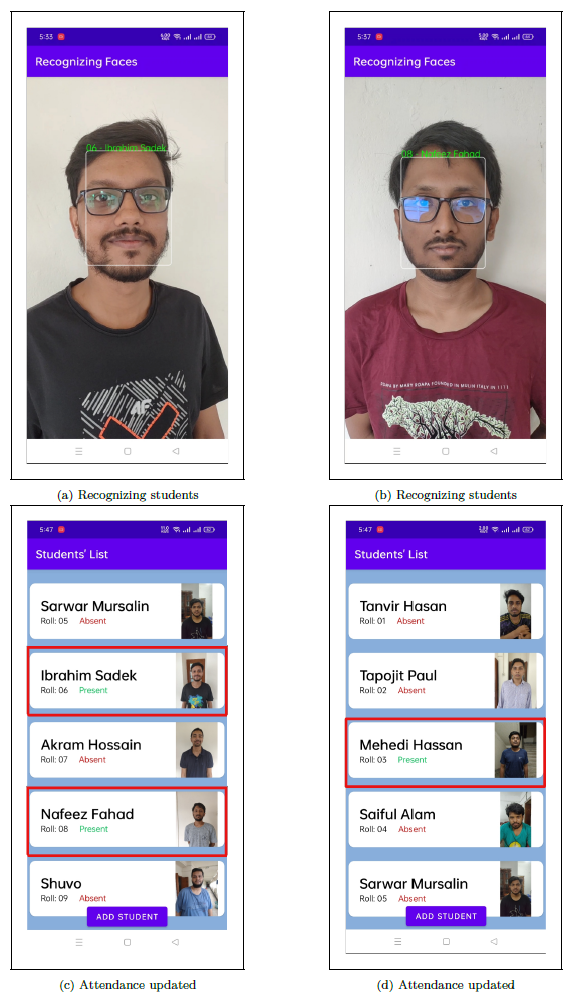 5:33
Recognizing Faces
06 - Ibrahim Sadek
AF
(a) Recognizing students
5:37
Recognizing Faces
08 - Nafeez Fahad
(b) Recognizing students
5:47
Students' List
Sarwar Mursalin
Roll: 05 Absent
Ibrahim Sadek
Roll: 06 Present
Akram Hossain
Roll: 07 Absent
Nafeez Fahad
Roll: 08 Present
Shuvo
Roll: 09 Absent
ADD STUDENT
(c) Attendance updated
5:47
Students' List
Tanvir Hasan
Roll: 01 Absent
Tapojit Paul
Roll: 02 Absent
Mehedi Hassan
Roll: 03 Present
Saiful Alam
Roll: 04 Absent
Sarwar Mursalin
Roll: 05 Absent
ADD STUDENT
(d) Attendance updated